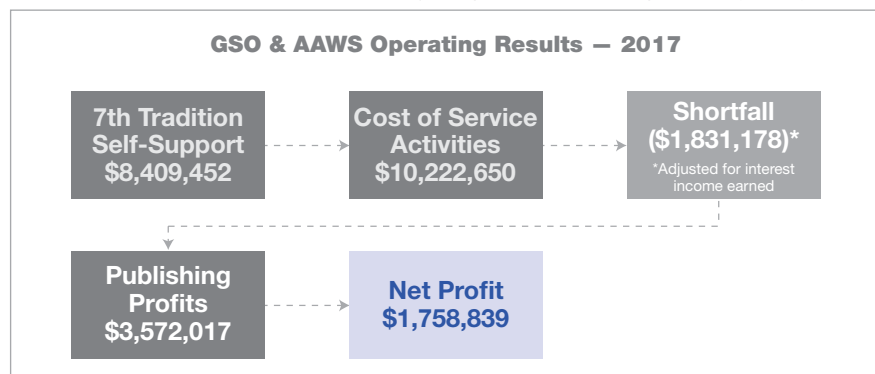 GSO & AAWS Operating Results — 2017
7th Tradition
Self-Support
$8,409,452
Cost of Service
Activities
$10,222,650
Shortfall
($1,831,178)*
*Adjusted for interest
income earned
Publishing
Profits
$3,572,017
Net Profit
$1,758,839